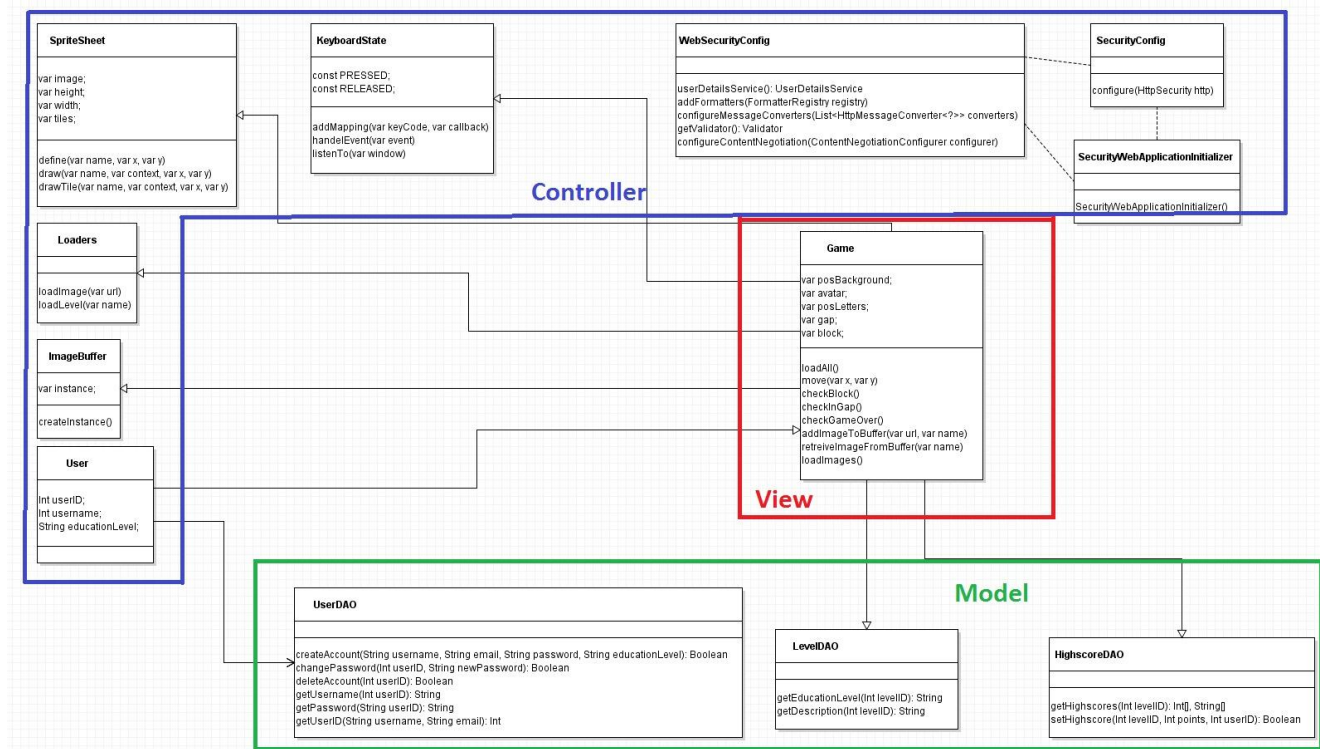 SpriteSheet
var image;
var height;
var width;
var tiles;
define(var name, var x, var y)
draw(var name, var context, var x, var y)
drawTile(var name, var context, var x, var y)
KeyboardState
const PRESSED;
const RELEASED;
addMapping(var keyCode, var callback)
handelEvent(var event)
listenTo(var window)
WebSecurityConfig
userDetailsService(): UserDetailsService
addFormatters(FormatterRegistry registry)
configureMessageConverters(List<HttpMessageConverter<?>> converters)
getValidator(): Validator
configureContentNegotiation(ContentNegotiationConfigurer configurer)
SecurityConfig
configure(HttpSecurity http)
SecurityWebApplicationInitializer
SecurityWebApplicationInitializer()
Controller
Loaders
loadImage(var url)
loadLevel(var name)
Game
var posBackground;
var avatar;
var posLetters;
var gap;
var block;
loadAll()
move(var x, var y)
checkBlock()
checkInGap()
checkGameOver()
addImageToBuffer(var url, var name)
retreiveImageFromBuffer(var name)
loadImages()
ImageBuffer
var instance;
createInstance()
User
Int userID;
Int username;
String educationLevel;
View
Model
UserDAO
createAccount(String username, String email, String password, String educationLevel): Boolean
changePassword(Int userID, String newPassword): Boolean
deleteAccount(Int userID): Boolean
getUsername(Int userID): String
getPassword(String userID): String
getUserID(String username, String email): Int
LevelDAO
getEducationLevel(Int levelID): String
getDescription(Int levelID): String
HighscoreDAO
getHighscores(Int levelID): Int[], String[]
setHighscore(Int levelID, Int points, Int userID): Boolean